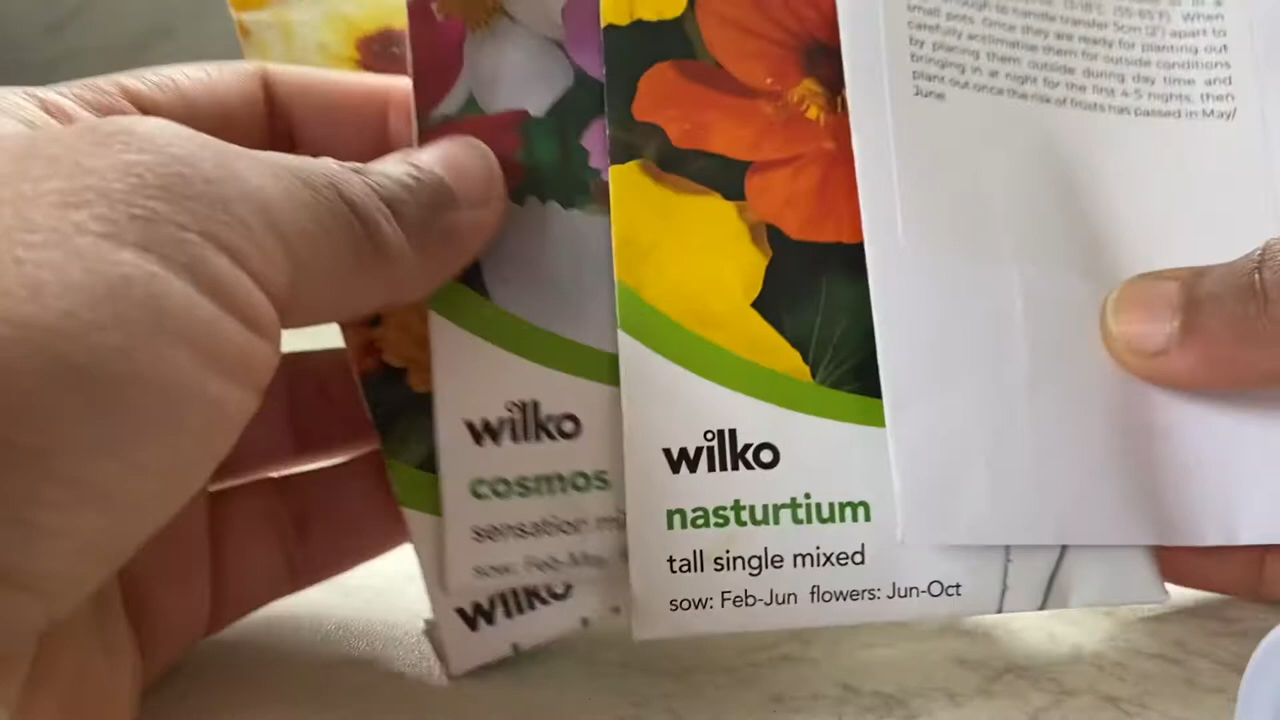 wilko
cosmos
sensation
sow: Feb-May
wilko
wilko
nasturtium
tall single mixed
sow: Feb-Jun flowers: Jun-Oct
enough to handle transfer 5cm (2") apart to
small pots. Once they are ready for planting out
carefully acclimatise them for outside conditions
by placing them outside during day time and
bringing in at night for the first 4-5 nights, then
plant out once the risk of frosts has passed in May/
June.